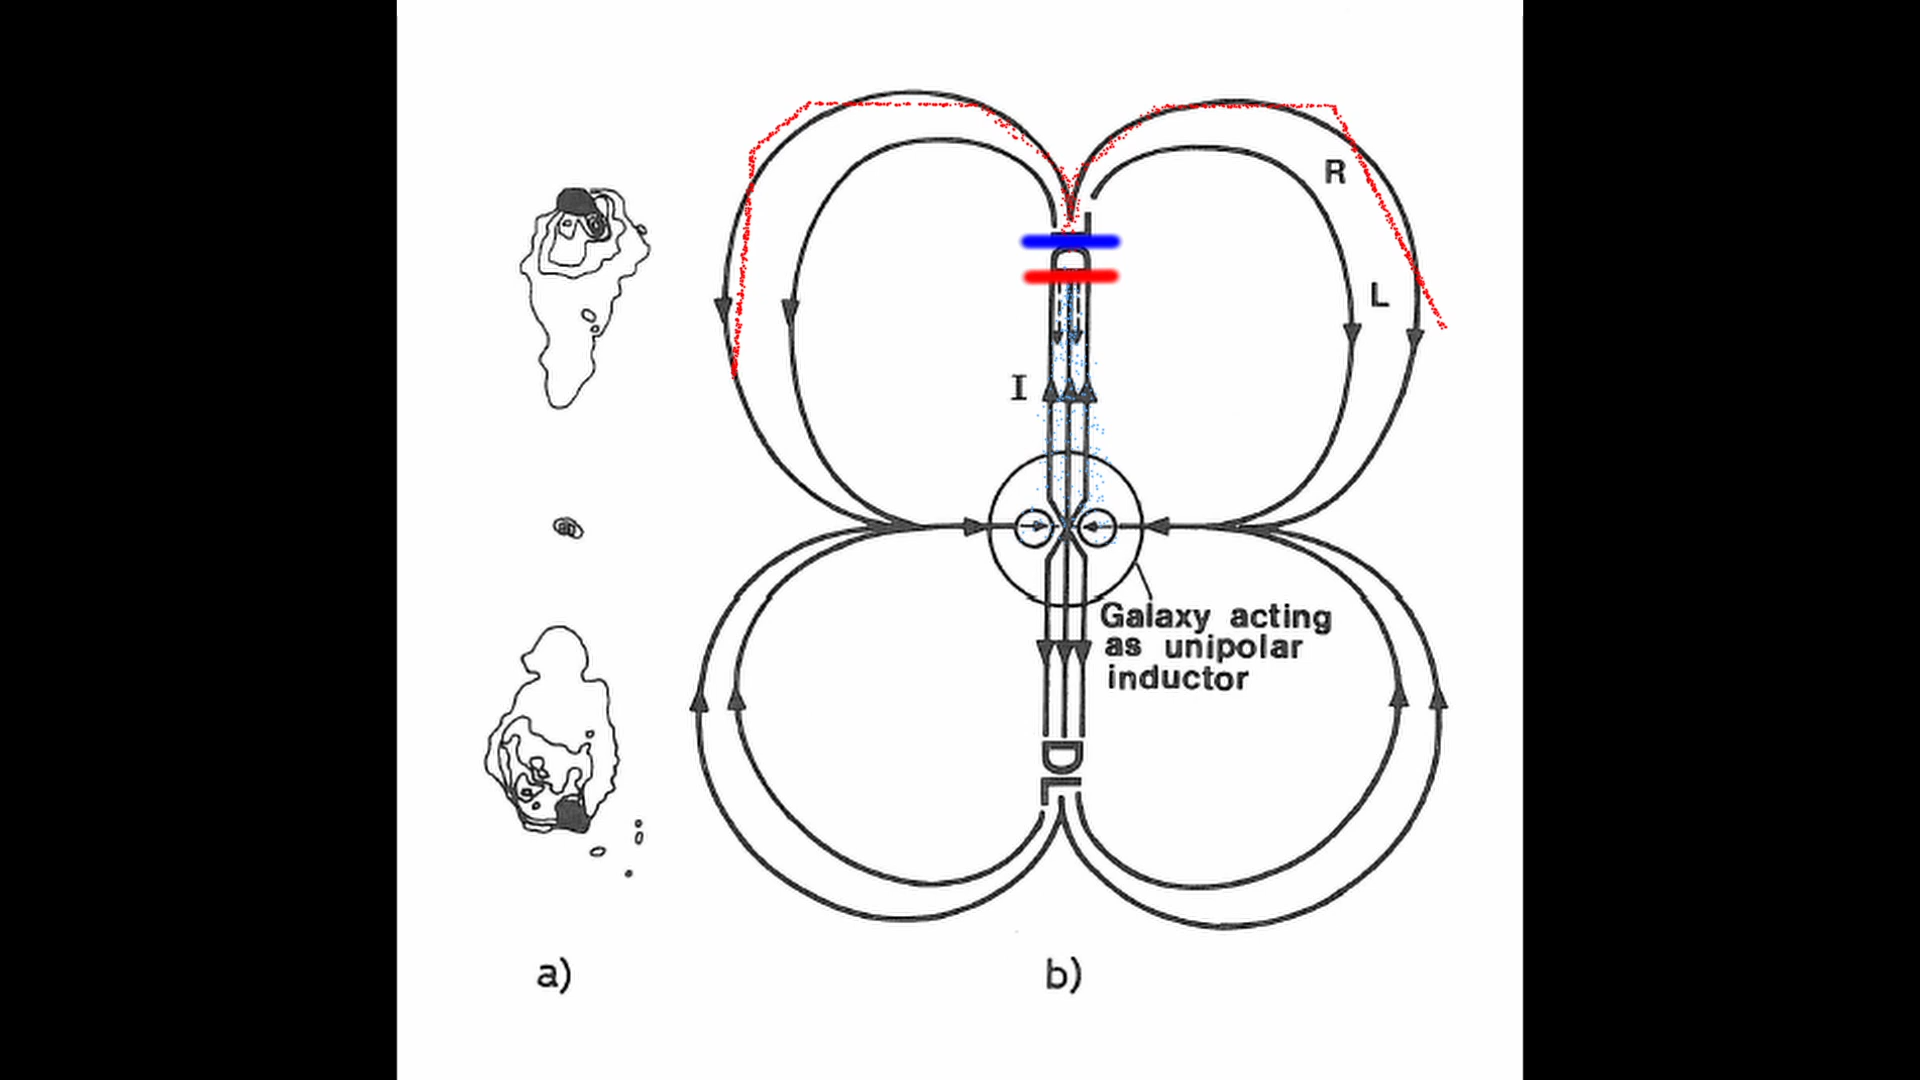 R
L
I
Galaxy acting
as unipolar
inductor
DL
a)
b)